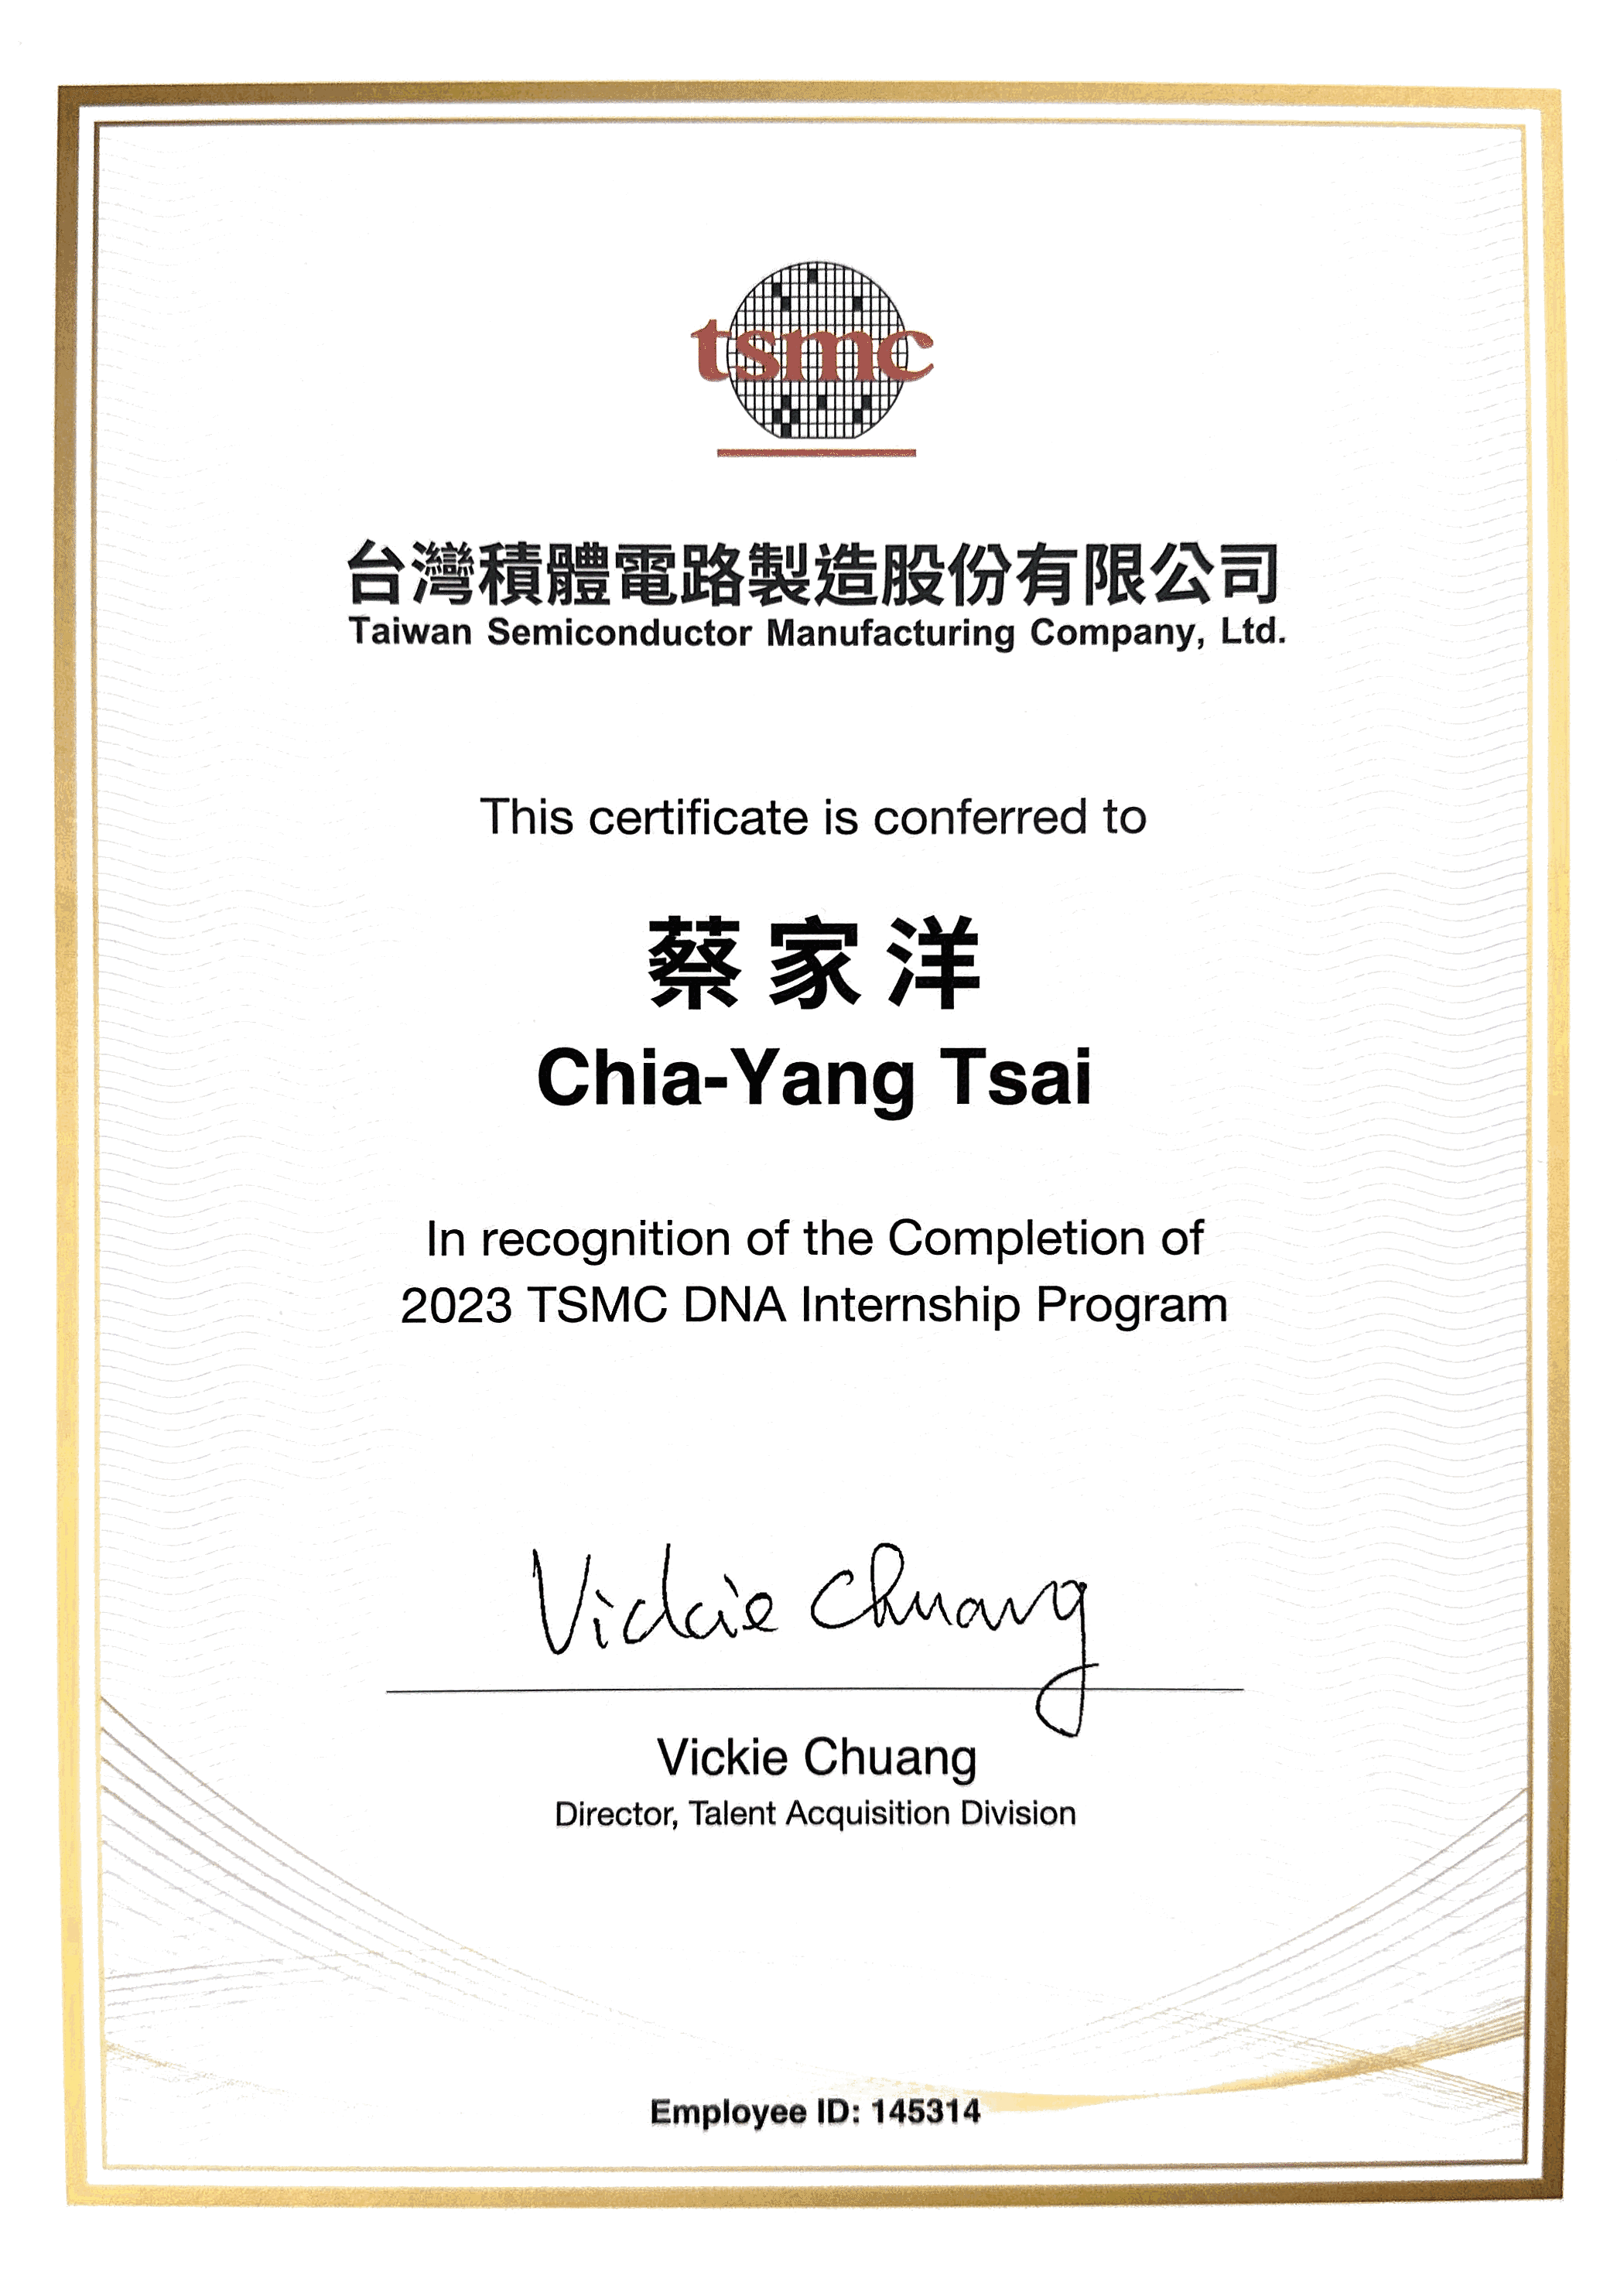 tsmc
台灣積體電路製造股份有限公司
Taiwan Semiconductor Manufacturing Company, Ltd.
This certificate is conferred to
蔡家洋
Chia-Yang Tsai
In recognition of the Completion of
2023 TSMC DNA Internship Program
Vickie Chuang
Vickie Chuang
Director, Talent Acquisition Division
Employee ID: 145314